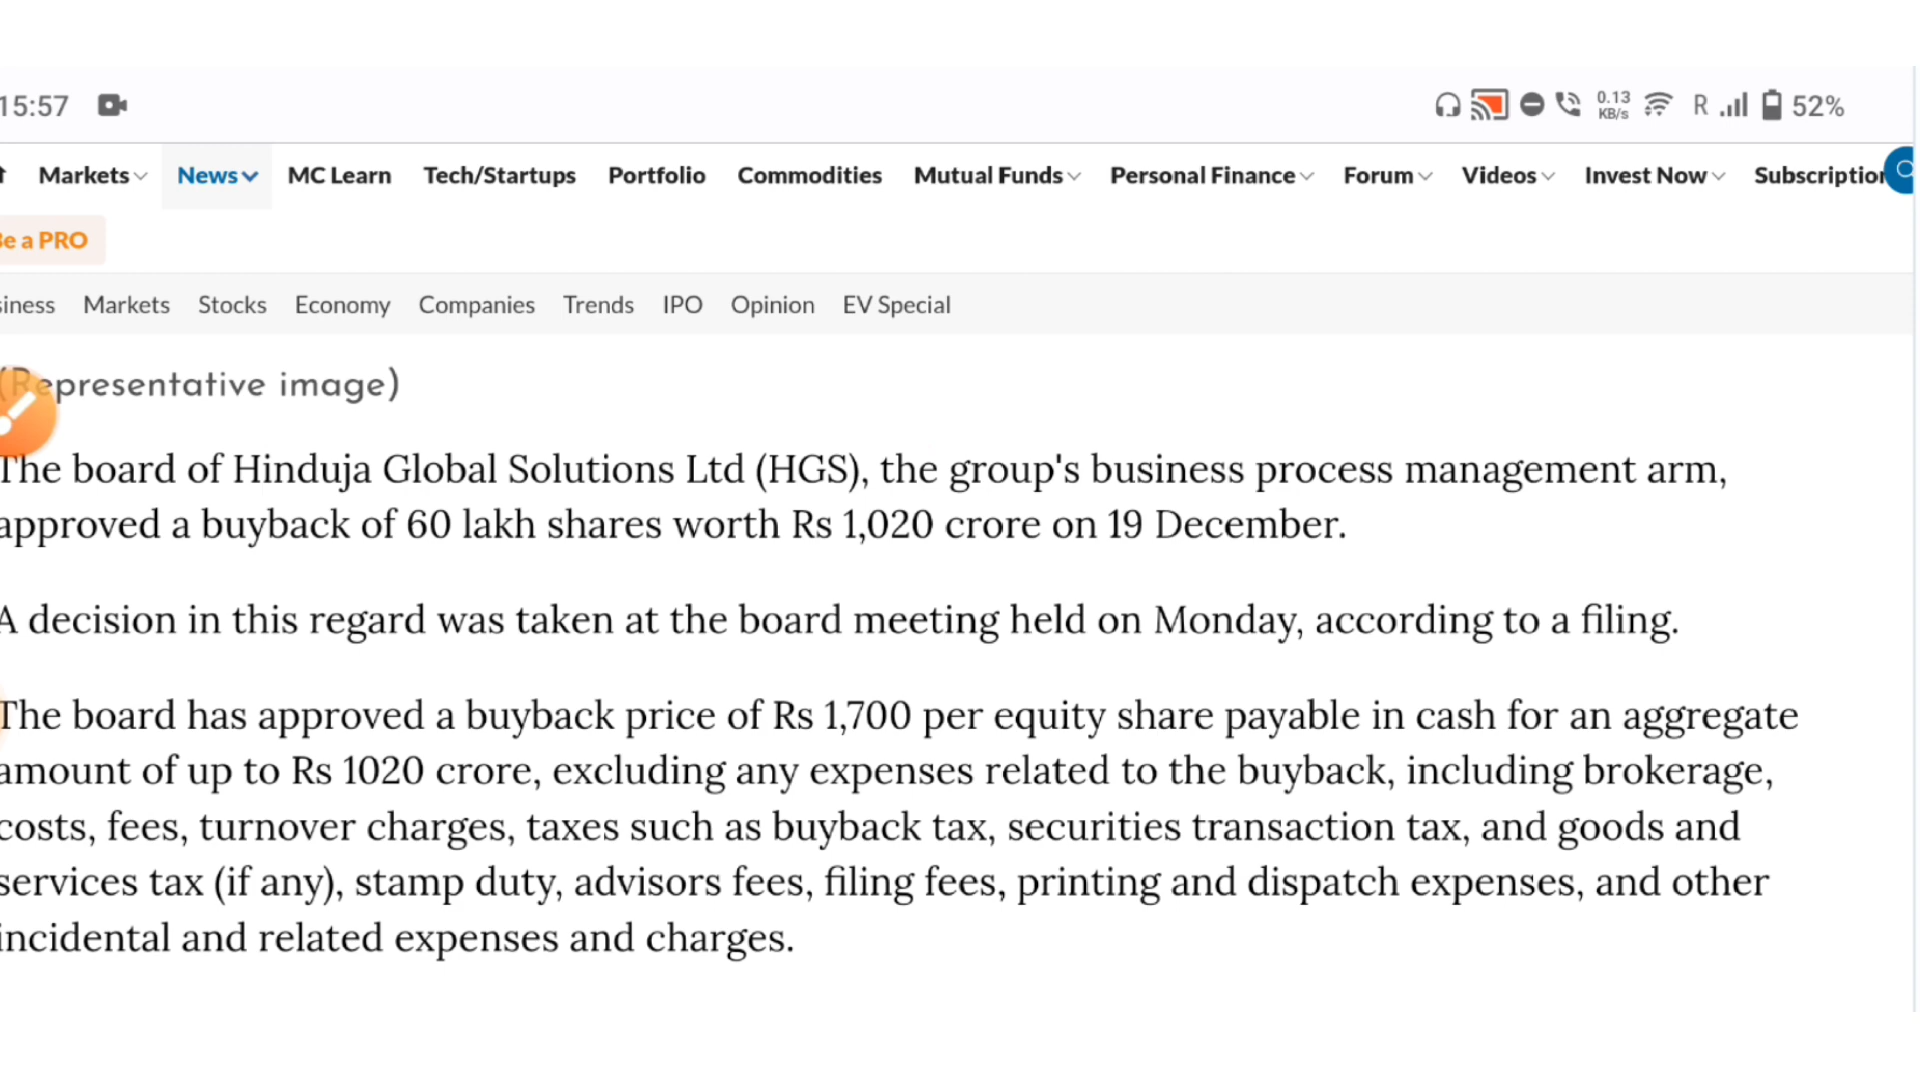 15:57 0.13 KB/s R 52%
Markets News MC Learn Tech/Startups Portfolio Commodities Mutual Funds Personal Finance Forum Videos Invest Now Subscription
Be a PRO
Markets Stocks Economy Companies Trends IPO Opinion EV Special
(Representative image)
The board of Hinduja Global Solutions Ltd (HGS), the group's business process management arm,
approved a buyback of 60 lakh shares worth Rs 1,020 crore on 19 December.
A decision in this regard was taken at the board meeting held on Monday, according to a filing.
The board has approved a buyback price of Rs 1,700 per equity share payable in cash for an aggregate
amount of up to Rs 1020 crore, excluding any expenses related to the buyback, including brokerage,
costs, fees, turnover charges, taxes such as buyback tax, securities transaction tax, and goods and
services tax (if any), stamp duty, advisors fees, filing fees, printing and dispatch expenses, and other
incidental and related expenses and charges.